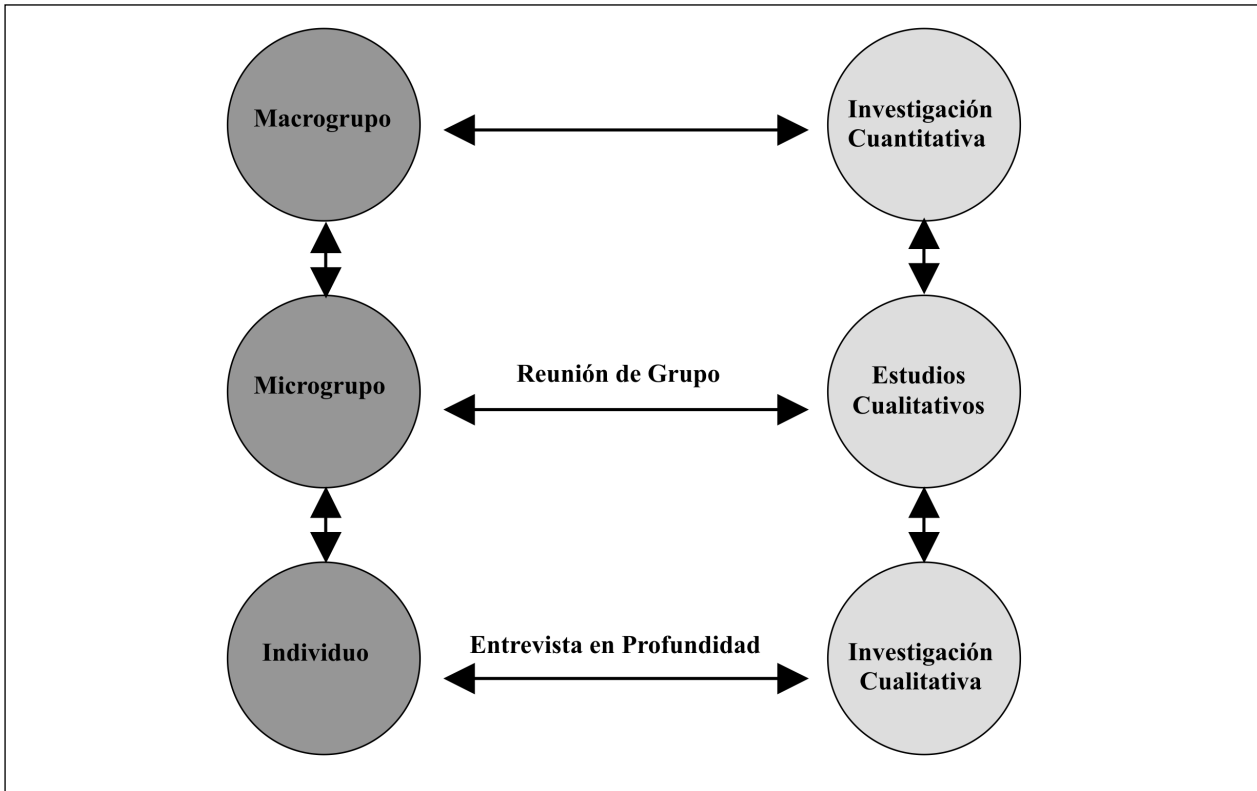 Macrogrupo
Investigación
Cuantitativa
Microgrupo
Reunión de Grupo
Estudios
Cualitativos
Individuo
Entrevista en Profundidad
Investigación
Cualitativa